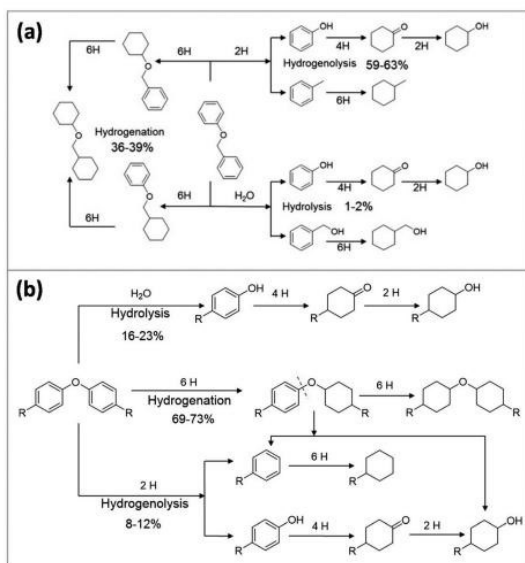 (a)
6H
6H
2H
OH
4H
O
2H
OH
Hydrogenolysis 59-63%
O
6H
O
Hydrogenation
36-39%
O
6H
6H
H₂O
OH
4H
O
2H
OH
Hydrolysis
1-2%
O
OH
6H
OH
(b)
H₂O
Hydrolysis
16-23%
OH
R
4 H
O
R
2 H
OH
R
O
R
R
6 H
Hydrogenation
69-73%
O
R
R
6 H
O
R
R
2 H
Hydrogenolysis
8-12%
R
6 H
R
OH
R
4 H
O
R
2 H
OH
R